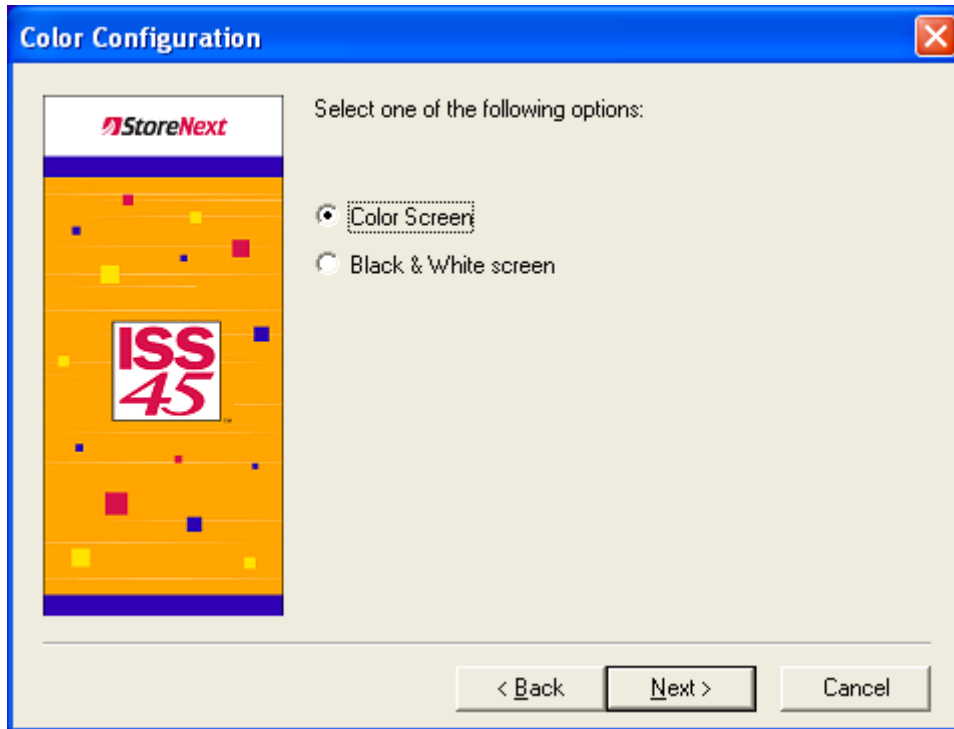 Color Configuration
StoreNext
Select one of the following options:
Color Screen
Black & White screen
ISS
45
< Back
Next >
Cancel